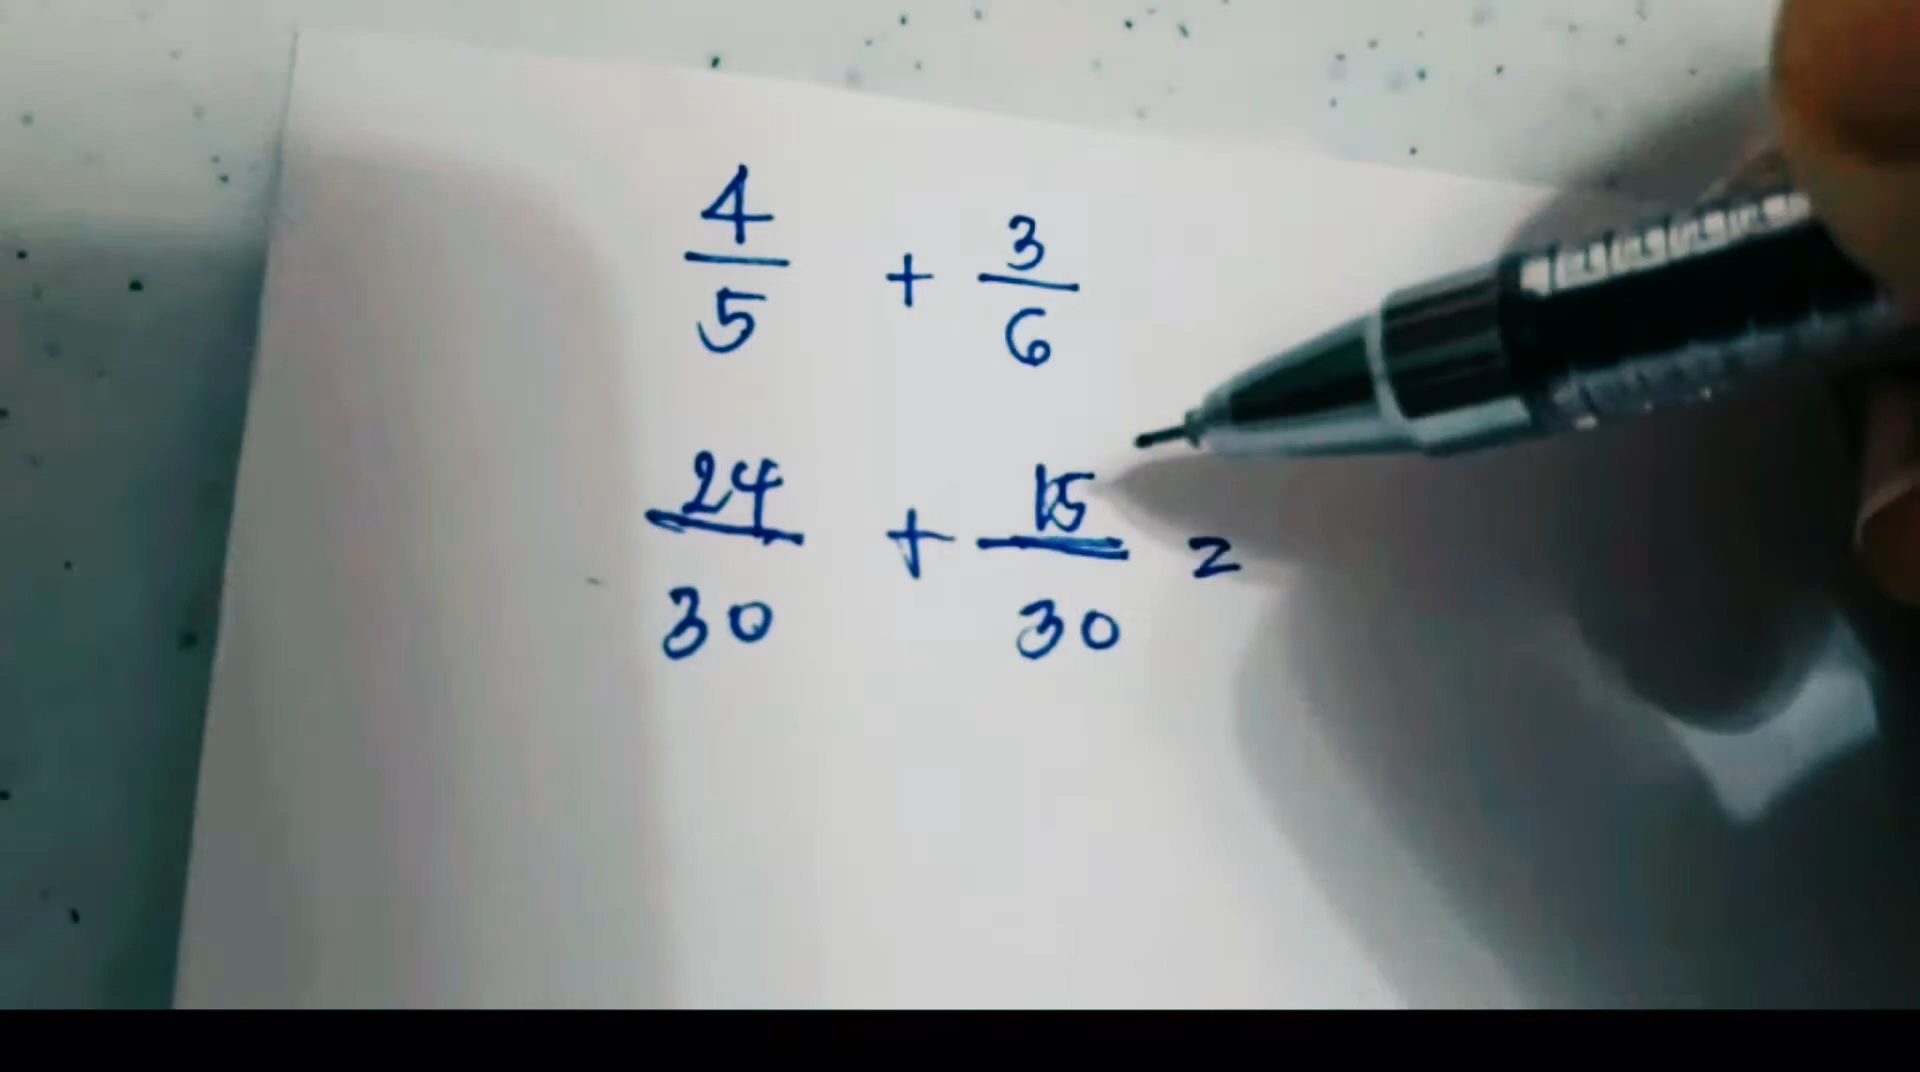 4/5 + 3/6
24/30 + 15/30 =